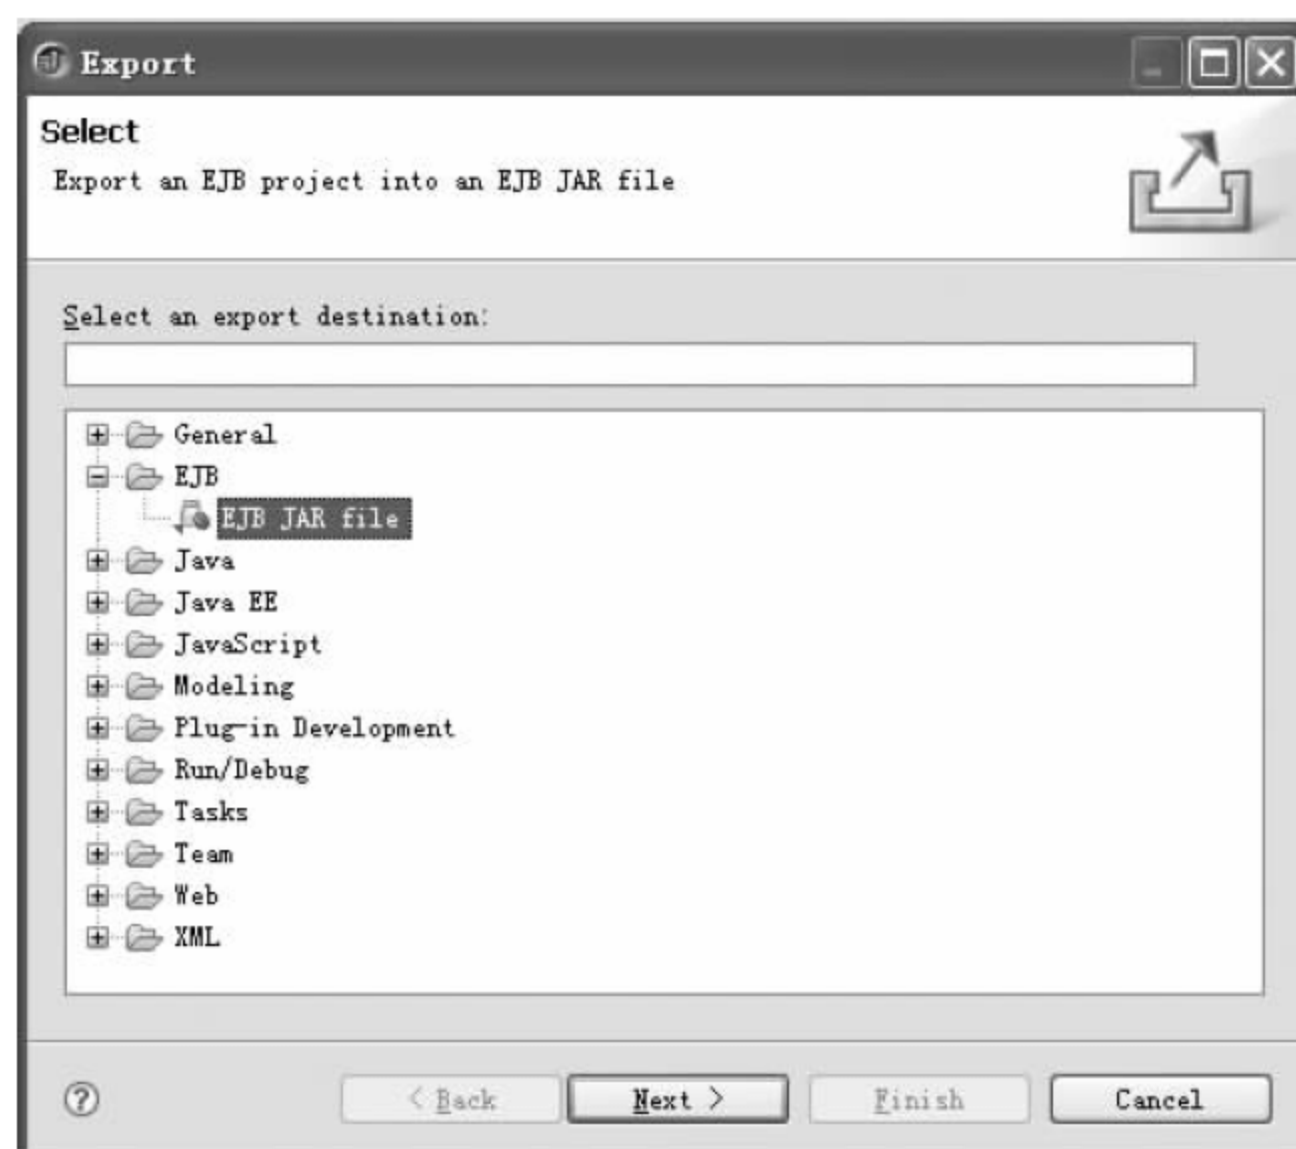 Export
Select
Export an EJB project into an EJB JAR file
Select an export destination:
General
EJB
EJB JAR file
Java
Java EE
JavaScript
Modeling
Plug-in Development
Run/Debug
Tasks
Team
Web
XML
? < Back Next > Finish Cancel